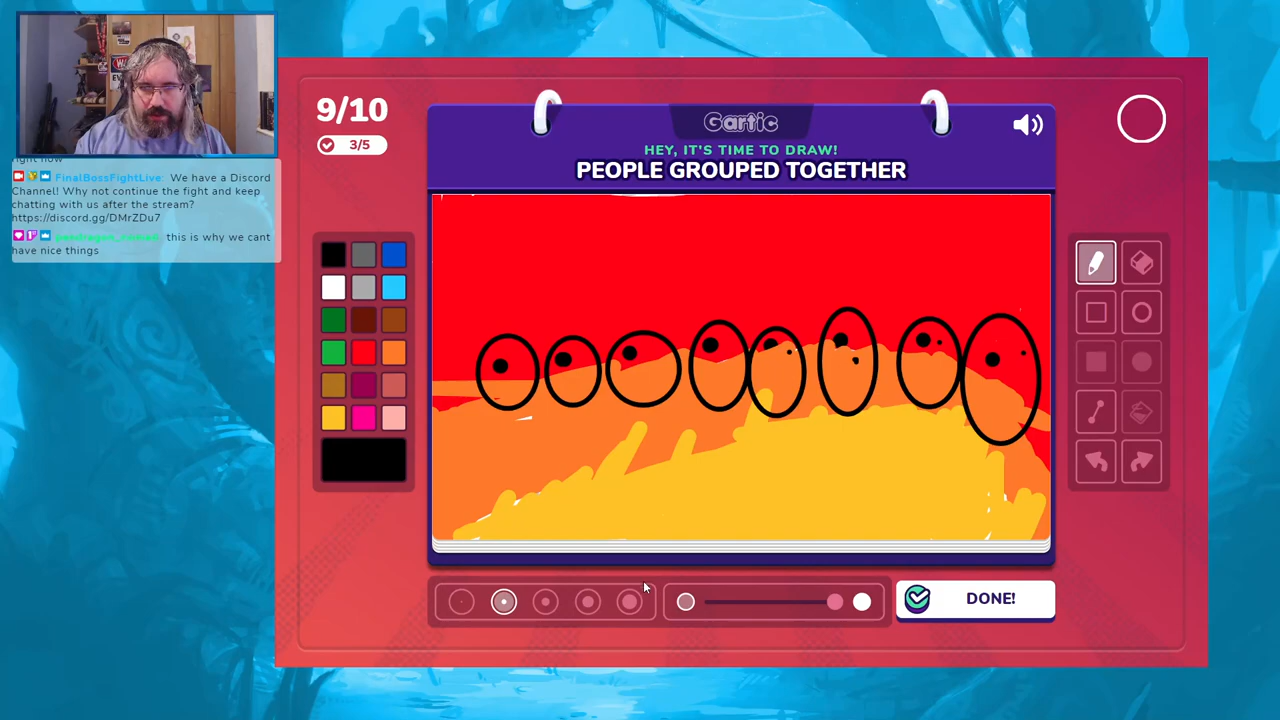 right now
FinalBossFightLive: We have a Discord
Channel! Why not continue the fight and keep
chatting with us after the stream?
https://discord.gg/DMrZDu7
this is why we cant
have nice things
9/10
3/5
Gartic
HEY, IT'S TIME TO DRAW!
PEOPLE GROUPED TOGETHER
DONE!